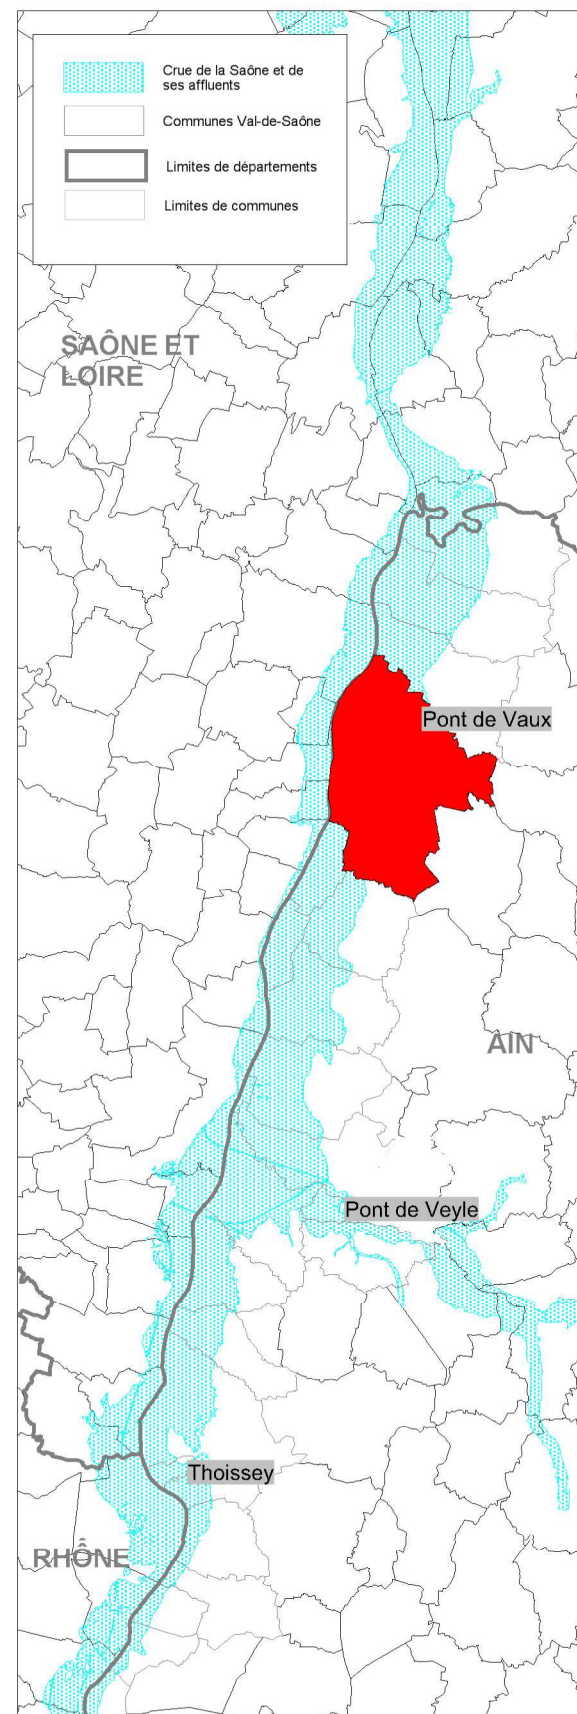 Crue de la Saône et de
ses affluents
Communes Val-de-Saône
Limites de départements
Limites de communes
SAÔNE ET
LOIRE
Pont de Vaux
AIN
Pont de Veyle
Thoissey
RHÔNE